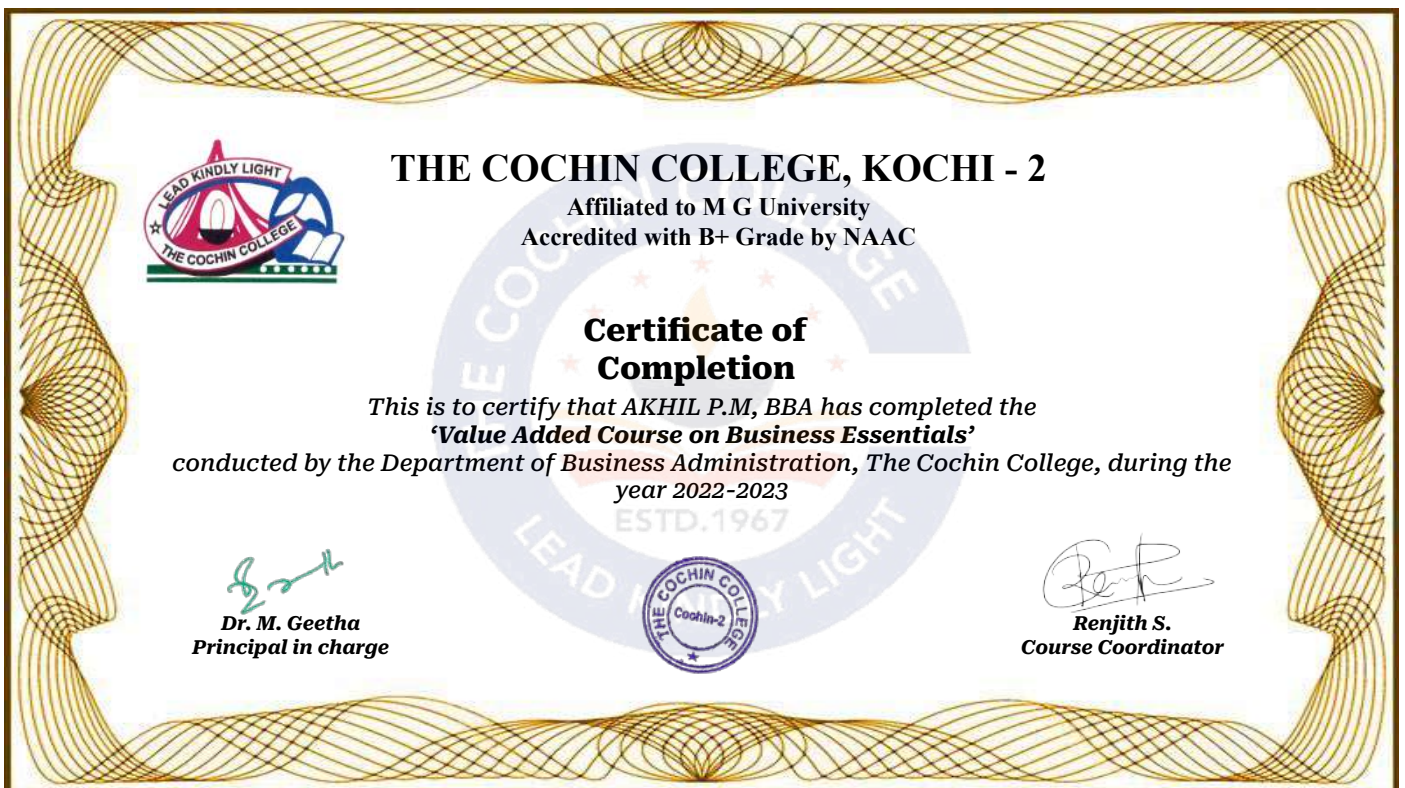 LEAD KINDLY LIGHT
THE COCHIN COLLEGE
THE COCHIN COLLEGE, KOCHI - 2
Affiliated to M G University
Accredited with B+ Grade by NAAC
THE COCHIN COLLEGE
Certificate of
Completion
This is to certify that AKHIL P.M, BBA has completed the
‘Value Added Course on Business Essentials’
conducted by the Department of Business Administration, The Cochin College, during the
year 2022-2023
ESTD.1967
LEAD KINDLY LIGHT
Dr. M. Geetha
Principal in charge
THE COCHIN COLLEGE
Cochin-2
Renjith S.
Course Coordinator